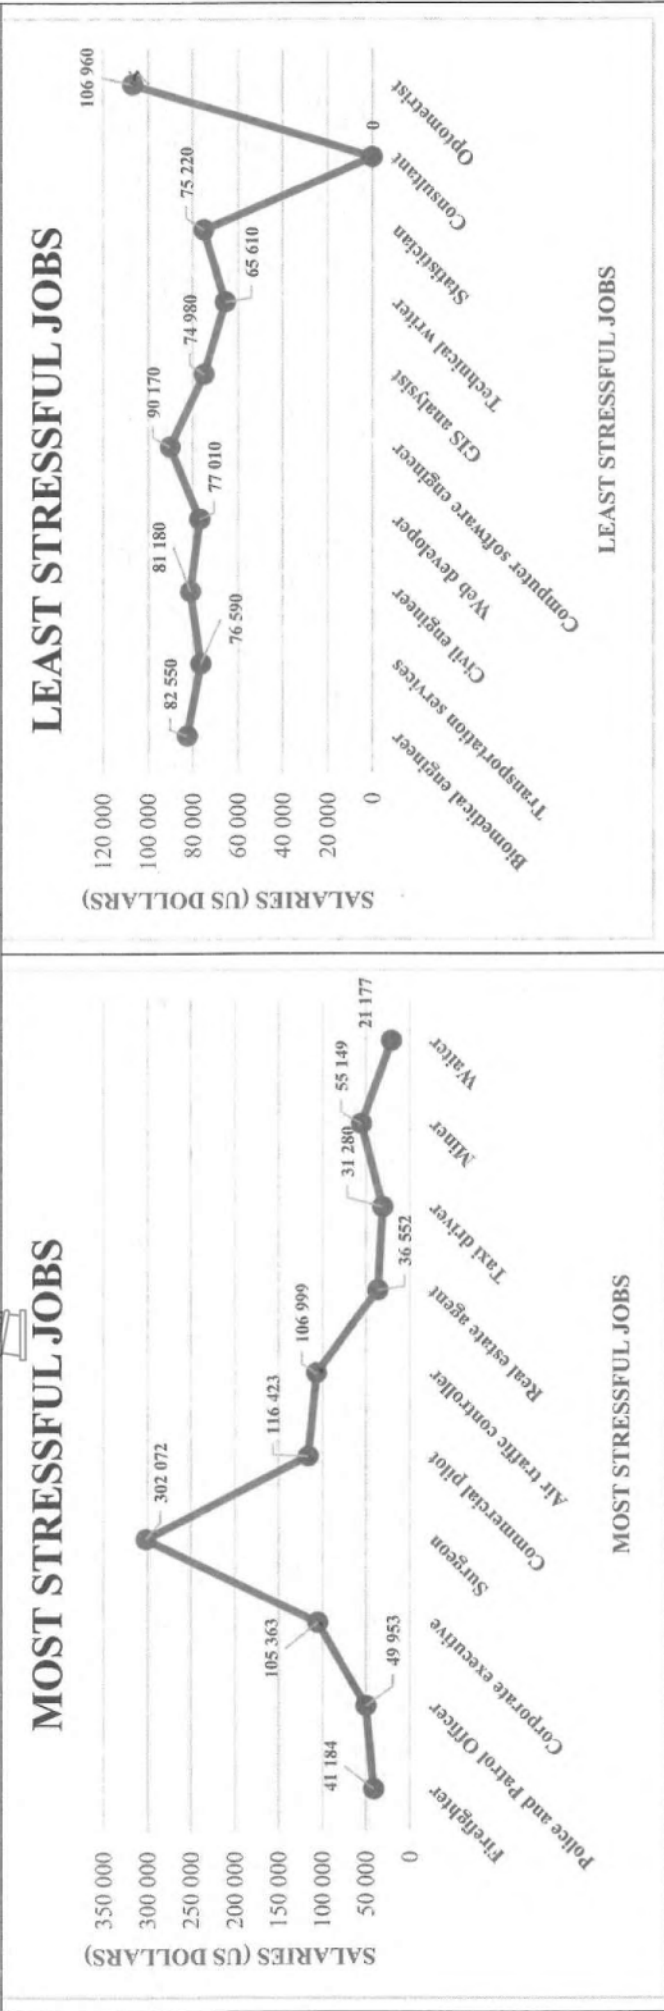 MOST STRESSFUL JOBS
SALARIES (US DOLLARS)
350 000
300 000
250 000
200 000
150 000
100 000
50 000
0
41 184
49 953
105 363
302 072
116 423
106 999
36 552
31 280
55 149
21 177
Firefighter
Police and Patrol Officer
Corporate executive
Surgeon
Commercial pilot
Air traffic controller
Real estate agent
Taxi driver
Miner
Waiter
MOST STRESSFUL JOBS
LEAST STRESSFUL JOBS
SALARIES (US DOLLARS)
120 000
100 000
80 000
60 000
40 000
20 000
0
82 550
76 590
81 180
77 010
90 170
74 980
65 610
75 220
0
106 960
Biomedical engineer
Transportation services
Civil engineer
Web developer
Computer software engineer
GIS analysist
Technical writer
Statistician
Consultant
Optometrist
LEAST STRESSFUL JOBS